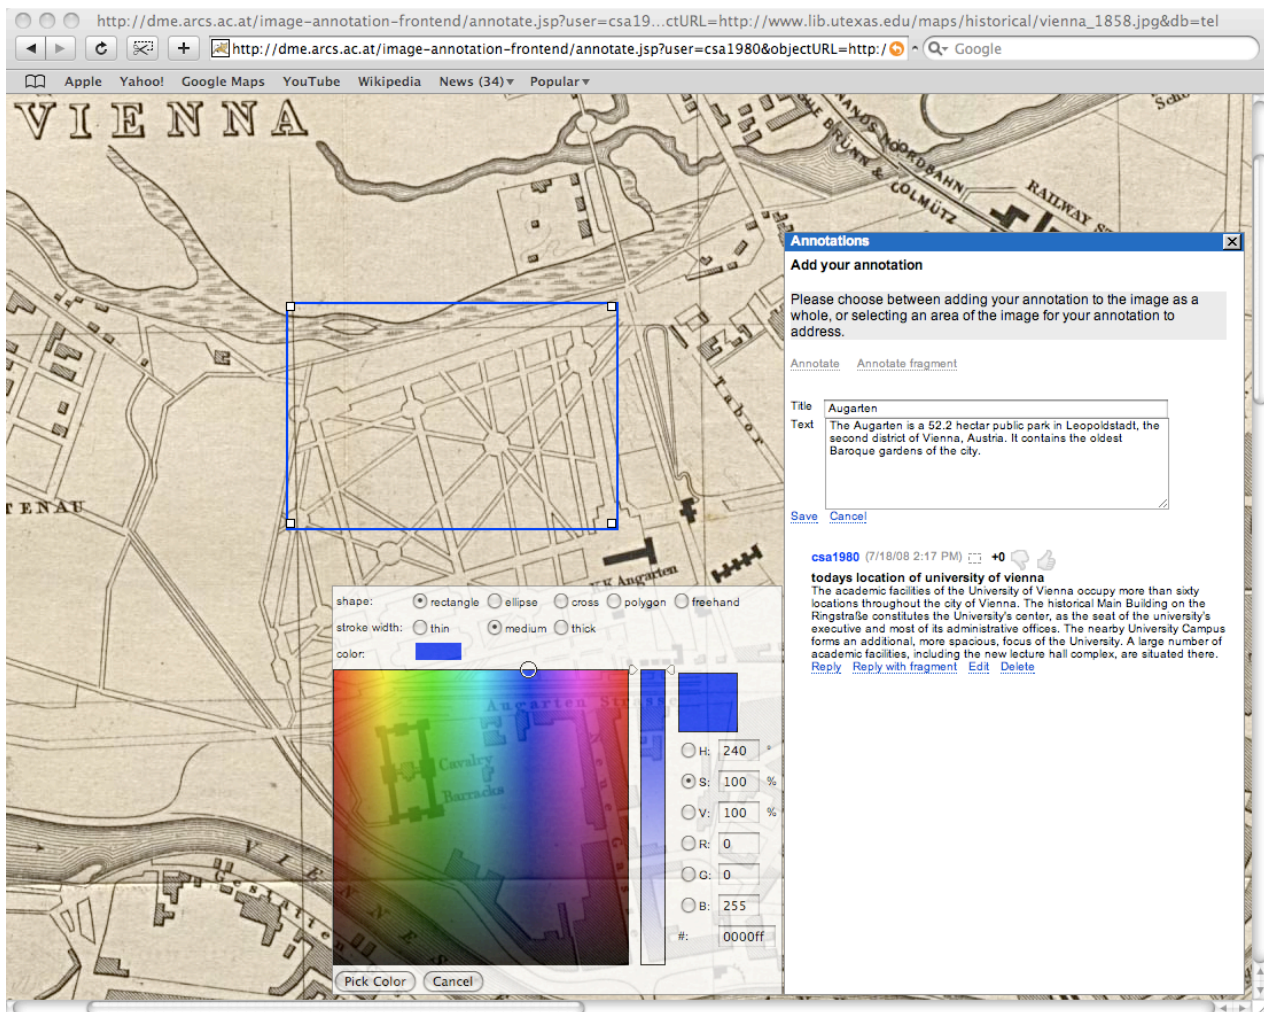 http://dme.arcs.ac.at/image-annotation-frontend/annotate.jsp?user=csa19...ctURL=http://www.lib.utexas.edu/maps/historical/vienna_1858.jpg&db=tel
http://dme.arcs.ac.at/image-annotation-frontend/annotate.jsp?user=csa1980&objectURL=http:/
Google
Apple Yahoo! Google Maps YouTube Wikipedia News (34) Popular
VIENNA
BRÜNN & COLMÜTZ
NORDBAHN
RAILWAY
Tabor
TENAU
K.K Augarten
Annotations
Add your annotation
Please choose between adding your annotation to the image as a
whole, or selecting an area of the image for your annotation to
address.
Annotate Annotate fragment
Title Augarten
Text The Augarten is a 52.2 hectar public park in Leopoldstadt, the
second district of Vienna, Austria. It contains the oldest
Baroque gardens of the city.
Save Cancel
csa1980 (7/18/08 2:17 PM) +0
todays location of university of vienna
The academic facilities of the University of Vienna occupy more than sixty
locations throughout the city of Vienna. The historical Main Building on the
Ringstraße constitutes the University's center, as the seat of the university's
executive and most of its administrative offices. The nearby University Campus
forms an additional, more spacious, focus of the University. A large number of
academic facilities, including the new lecture hall complex, are situated there.
Reply Reply with fragment Edit Delete
shape: rectangle ellipse cross polygon freehand
stroke width: thin medium thick
color:
Augarten Strasse
Cavalry
Barracks
Neue Gasse
H: 240 °
S: 100 %
V: 100 %
R: 0
G: 0
B: 255
#: 0000ff
Pick Color Cancel
VIENNES
Gestatten